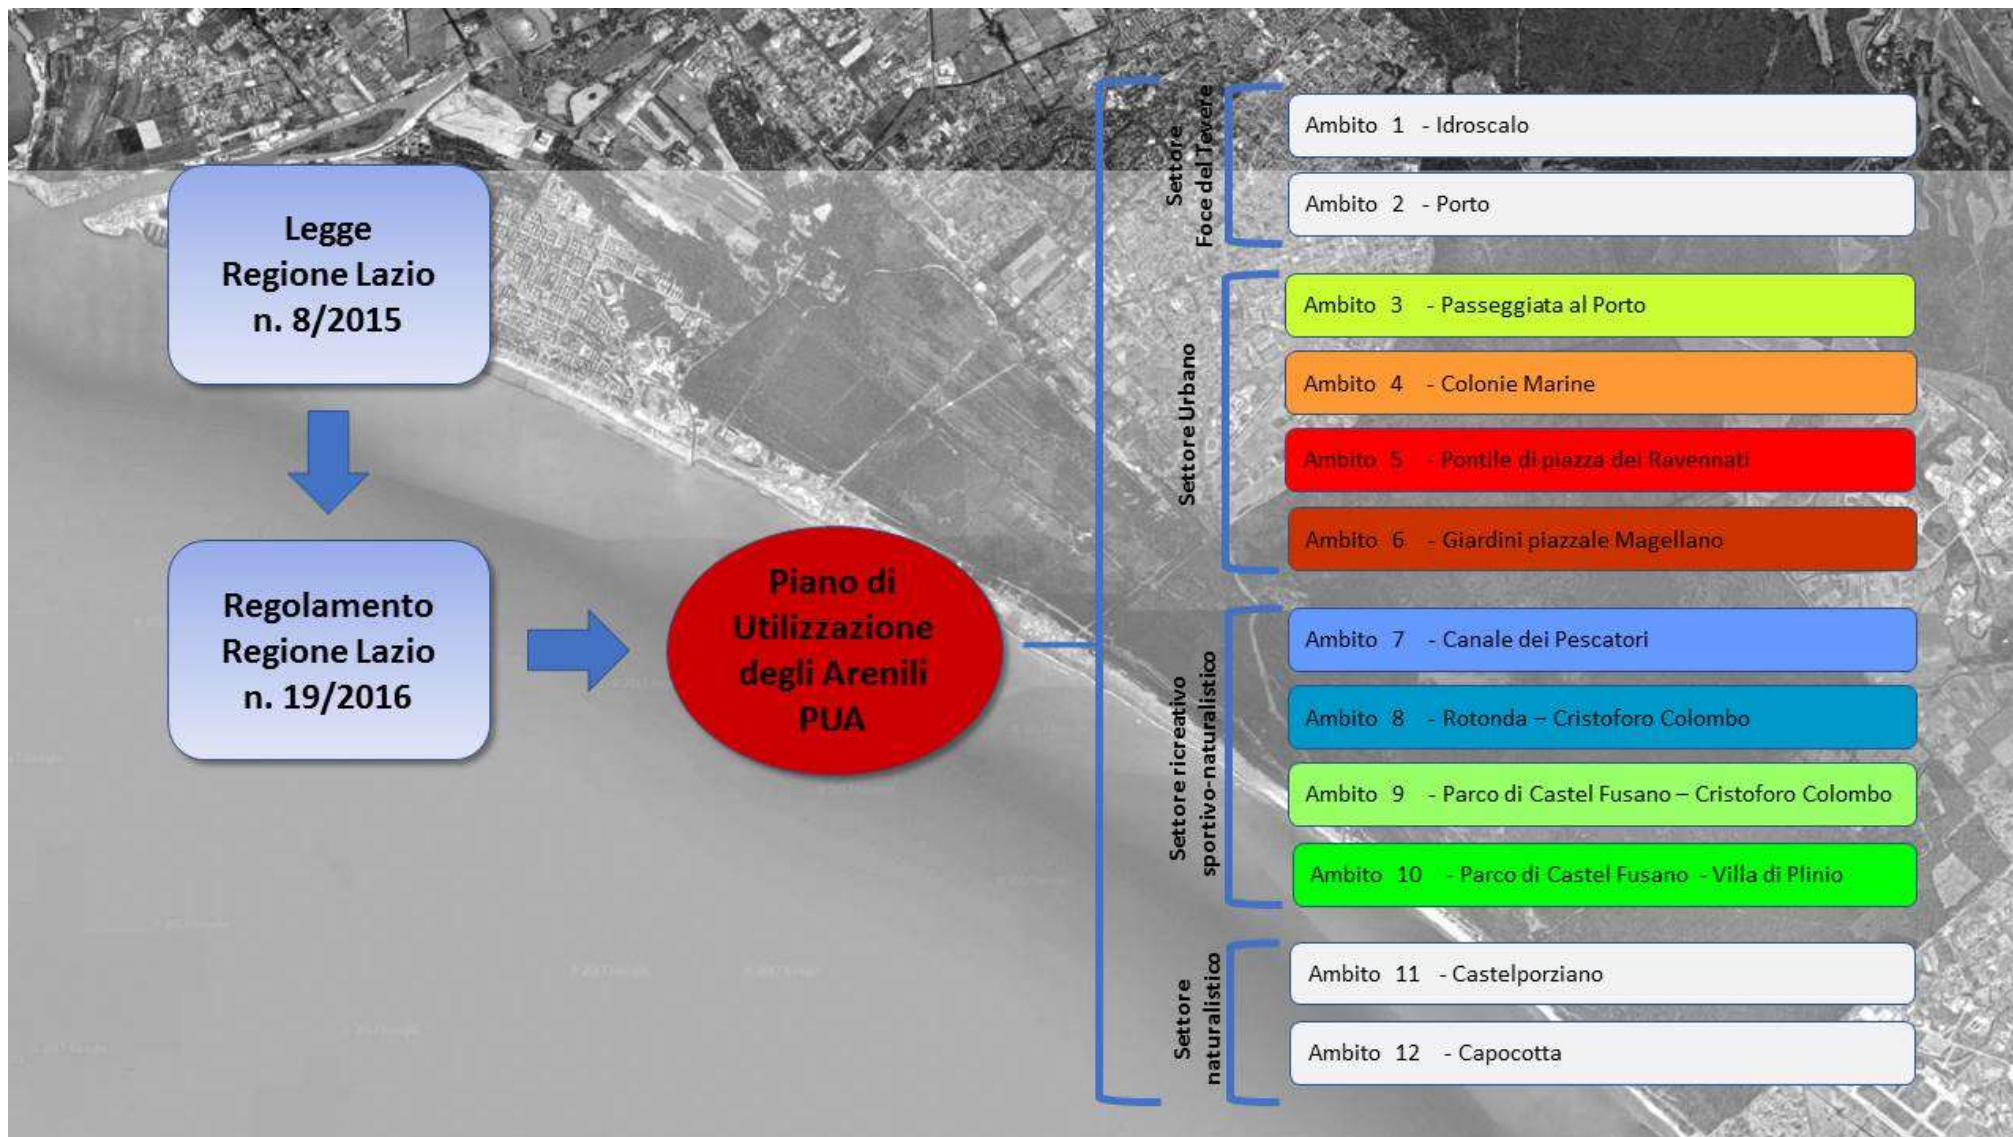 Legge
Regione Lazio
n. 8/2015
Regolamento
Regione Lazio
n. 19/2016
Piano di
Utilizzazione
degli Arenili
PUA
Settore
Foce del Tevere
Ambito 1 - Idroscalo
Ambito 2 - Porto
Settore Urbano
Ambito 3 - Passeggiata al Porto
Ambito 4 - Colonie Marine
Ambito 5 - Pontile di piazza dei Ravennati
Ambito 6 - Giardini piazzale Magellano
Settore ricreativo
sportivo-naturalistico
Ambito 7 - Canale dei Pescatori
Ambito 8 - Rotonda – Cristoforo Colombo
Ambito 9 - Parco di Castel Fusano – Cristoforo Colombo
Ambito 10 - Parco di Castel Fusano - Villa di Plinio
Settore
naturalistico
Ambito 11 - Castelporziano
Ambito 12 - Capocotta